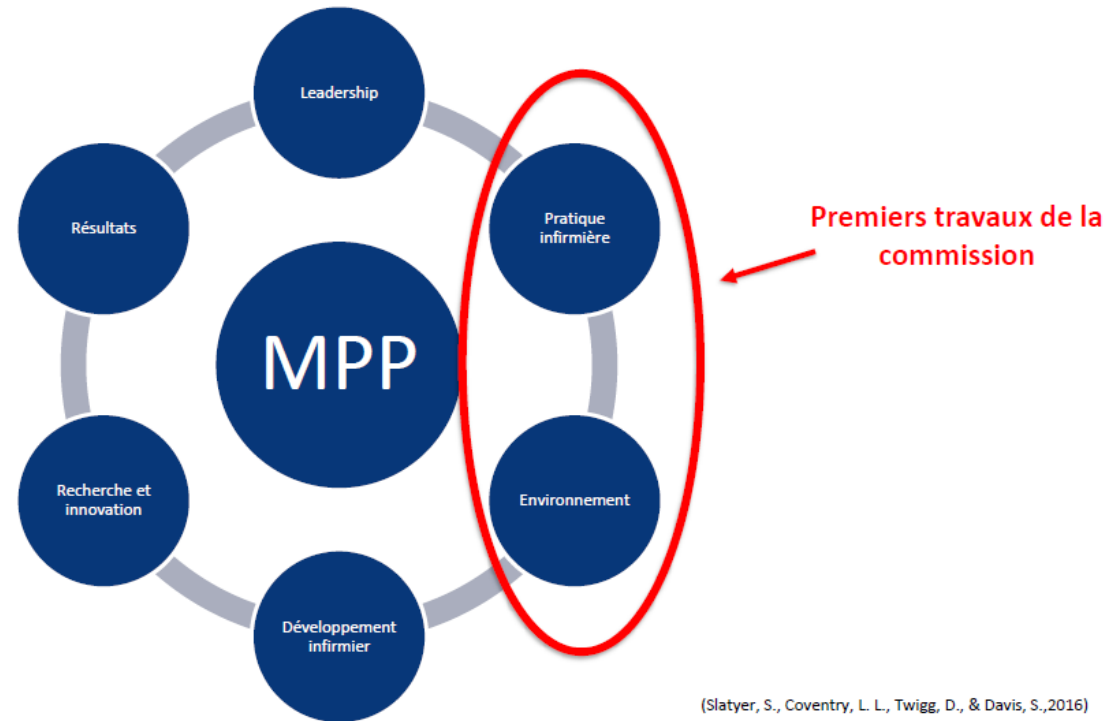 Leadership
Pratique
infirmière
Premiers travaux de la
commission
Environnement
Développement
infirmier
Recherche et
innovation
Résultats
MPP
(Slatyer, S., Coventry, L. L., Twigg, D., & Davis, S.,2016)